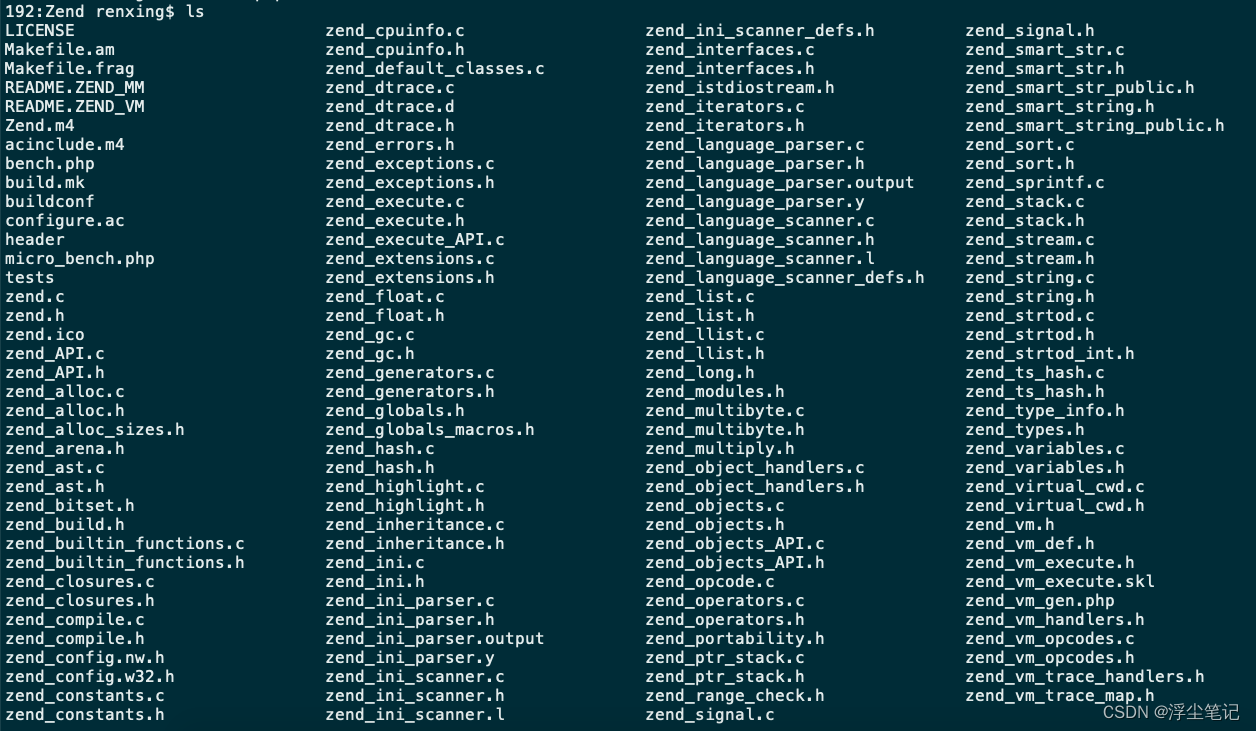 192:Zend renxing$ ls
LICENSE zend_cpuinfo.c zend_ini_scanner_defs.h zend_signal.h
Makefile.am zend_cpuinfo.h zend_interfaces.c zend_smart_str.c
Makefile.frag zend_default_classes.c zend_interfaces.h zend_smart_str.h
README.ZEND_MM zend_dtrace.c zend_istdiostream.h zend_smart_str_public.h
README.ZEND_VM zend_dtrace.d zend_iterators.c zend_smart_string.h
Zend.m4 zend_dtrace.h zend_iterators.h zend_smart_string_public.h
acinclude.m4 zend_errors.h zend_language_parser.c zend_sort.c
bench.php zend_exceptions.c zend_language_parser.h zend_sort.h
build.mk zend_exceptions.h zend_language_parser.output zend_sprintf.c
buildconf zend_execute.c zend_language_parser.y zend_stack.c
configure.ac zend_execute.h zend_language_scanner.c zend_stack.h
header zend_execute_API.c zend_language_scanner.h zend_stream.c
micro_bench.php zend_extensions.c zend_language_scanner.l zend_stream.h
tests zend_extensions.h zend_language_scanner_defs.h zend_string.c
zend.c zend_float.c zend_list.c zend_string.h
zend.h zend_float.h zend_list.h zend_strtod.c
zend.ico zend_gc.c zend_llist.c zend_strtod.h
zend_API.c zend_gc.h zend_llist.h zend_strtod_int.h
zend_API.h zend_generators.c zend_long.h zend_ts_hash.c
zend_alloc.c zend_generators.h zend_modules.h zend_ts_hash.h
zend_alloc.h zend_globals.h zend_multibyte.c zend_type_info.h
zend_alloc_sizes.h zend_globals_macros.h zend_multibyte.h zend_types.h
zend_arena.h zend_hash.c zend_multiply.h zend_variables.c
zend_ast.c zend_hash.h zend_object_handlers.c zend_variables.h
zend_ast.h zend_highlight.c zend_object_handlers.h zend_virtual_cwd.c
zend_bitset.h zend_highlight.h zend_objects.c zend_virtual_cwd.h
zend_build.h zend_inheritance.c zend_objects.h zend_vm.h
zend_builtin_functions.c zend_inheritance.h zend_objects_API.c zend_vm_def.h
zend_builtin_functions.h zend_ini.c zend_objects_API.h zend_vm_execute.h
zend_closures.c zend_ini.h zend_opcode.c zend_vm_execute.skl
zend_closures.h zend_ini_parser.c zend_operators.c zend_vm_gen.php
zend_compile.c zend_ini_parser.h zend_operators.h zend_vm_handlers.h
zend_compile.h zend_ini_parser.output zend_portability.h zend_vm_opcodes.c
zend_config.nw.h zend_ini_parser.y zend_ptr_stack.c zend_vm_opcodes.h
zend_config.w32.h zend_ini_scanner.c zend_ptr_stack.h zend_vm_trace_handlers.h
zend_constants.c zend_ini_scanner.h zend_range_check.h zend_vm_trace_map.h
zend_constants.h zend_ini_scanner.l zend_signal.c
CSDN @浮尘笔记